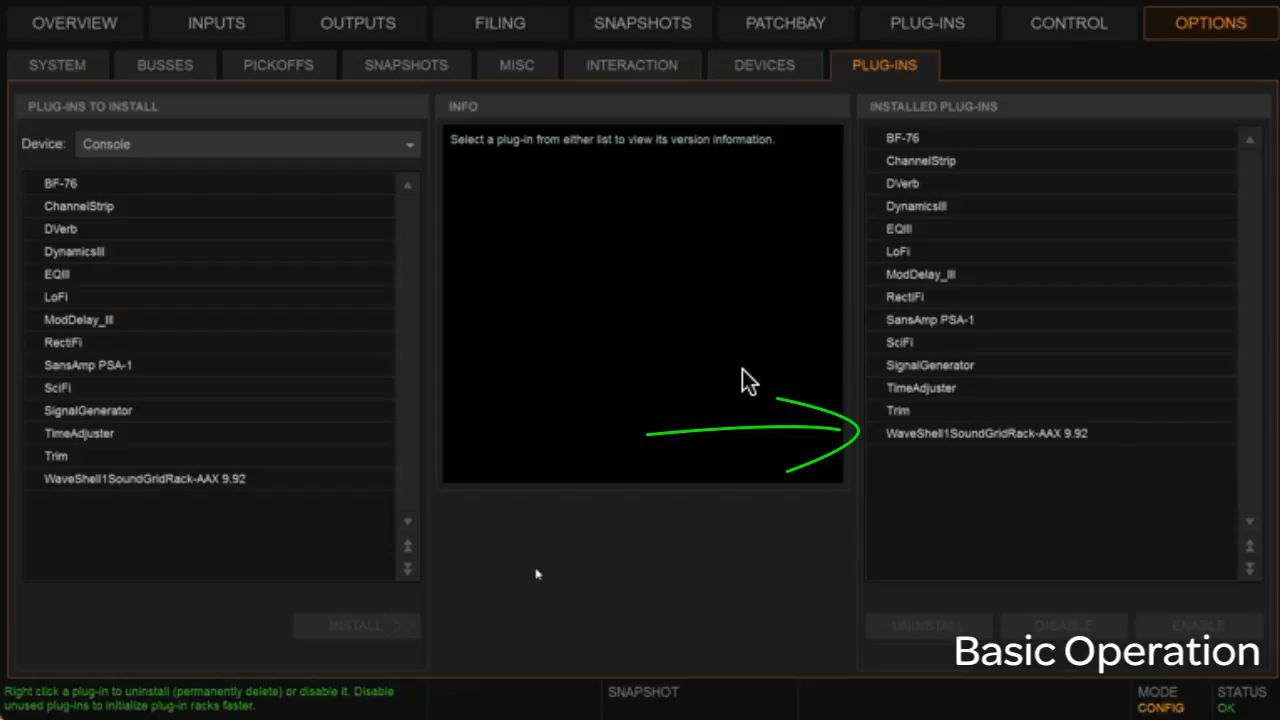 OVERVIEW INPUTS OUTPUTS FILING SNAPSHOTS PATCHBAY PLUG-INS CONTROL OPTIONS
SYSTEM BUSSES PICKOFFS SNAPSHOTS MISC INTERACTION DEVICES PLUG-INS
PLUG-INS TO INSTALL
Device: Console
BF-76
ChannelStrip
DVerb
DynamicsIII
EQIII
LoFi
ModDelay_III
RectiFi
SansAmp PSA-1
SciFi
SignalGenerator
TimeAdjuster
Trim
WaveShell1SoundGridRack-AAX 9.92
INSTALL
INFO
Select a plug-in from either list to view its version information.
INSTALLED PLUG-INS
BF-76
ChannelStrip
DVerb
DynamicsIII
EQIII
LoFi
ModDelay_III
RectiFi
SansAmp PSA-1
SciFi
SignalGenerator
TimeAdjuster
Trim
WaveShell1SoundGridRack-AAX 9.92
UNINSTALL DISABLE ENABLE
Basic Operation
Right click a plug-in to uninstall (permanently delete) or disable it. Disable
unused plug-ins to initialize plug-in racks faster.
SNAPSHOT
MODE
CONFIG
STATUS
OK